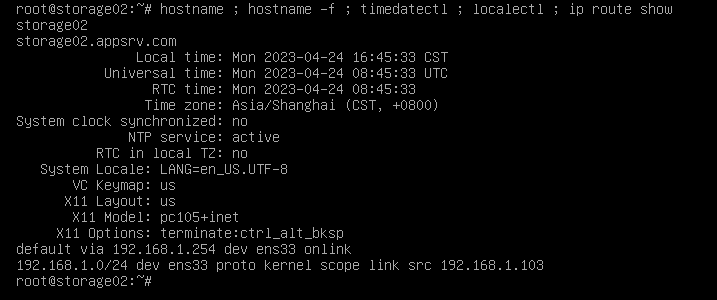 root@storage02:~# hostname ; hostname -f ; timedatectl ; localectl ; ip route show
storage02
storage02.appsrv.com
Local time: Mon 2023-04-24 16:45:33 CST
Universal time: Mon 2023-04-24 08:45:33 UTC
RTC time: Mon 2023-04-24 08:45:33
Time zone: Asia/Shanghai (CST, +0800)
System clock synchronized: no
NTP service: active
RTC in local TZ: no
System Locale: LANG=en_US.UTF-8
VC Keymap: us
X11 Layout: us
X11 Model: pc105+inet
X11 Options: terminate:ctrl_alt_bksp
default via 192.168.1.254 dev ens33 onlink
192.168.1.0/24 dev ens33 proto kernel scope link src 192.168.1.103
root@storage02:~#